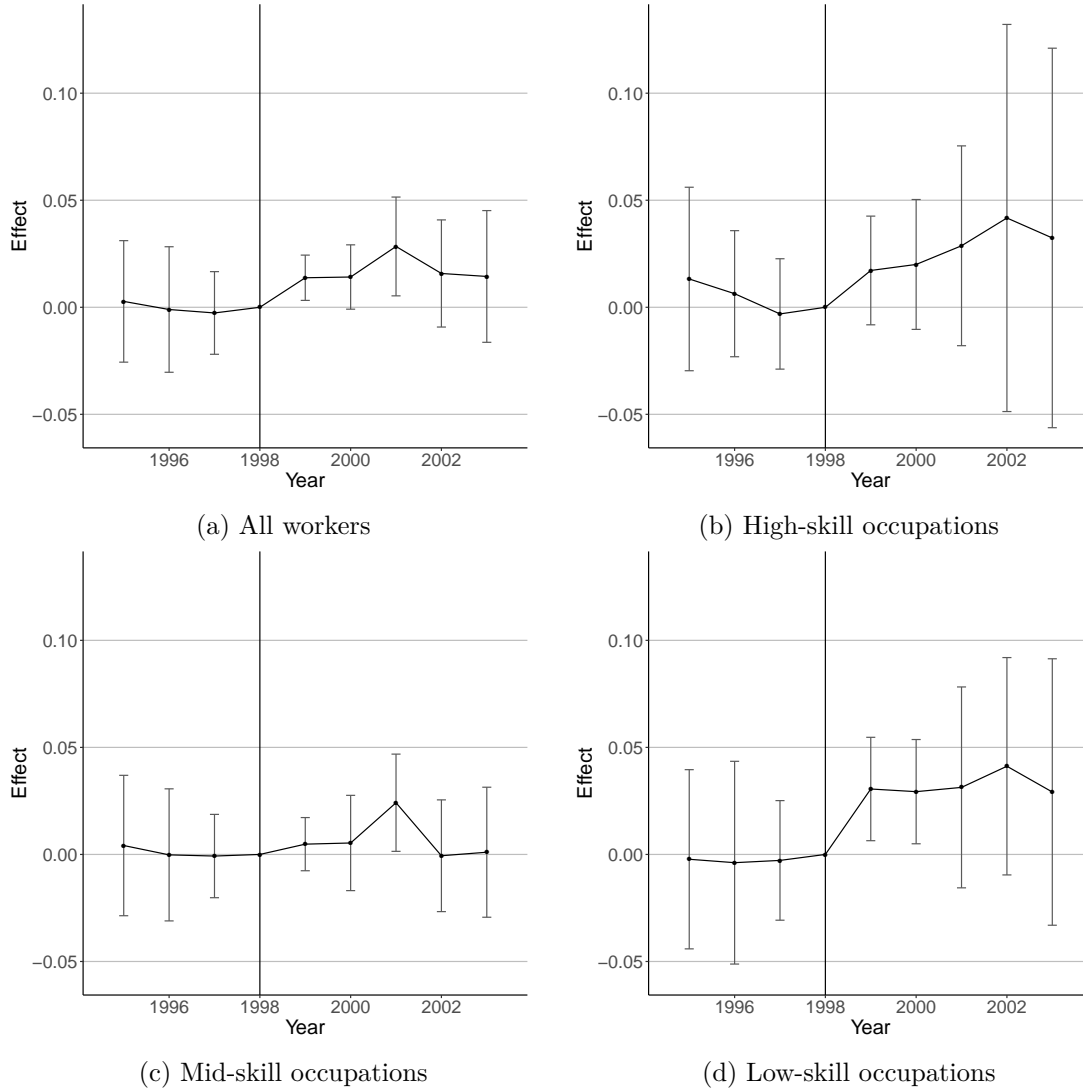 0.10
0.05
0.00
−0.05
Effect
1996 1998 2000 2002
Year
(a) All workers
0.10
0.05
0.00
−0.05
Effect
1996 1998 2000 2002
Year
(b) High-skill occupations
0.10
0.05
0.00
−0.05
Effect
1996 1998 2000 2002
Year
(c) Mid-skill occupations
0.10
0.05
0.00
−0.05
Effect
1996 1998 2000 2002
Year
(d) Low-skill occupations